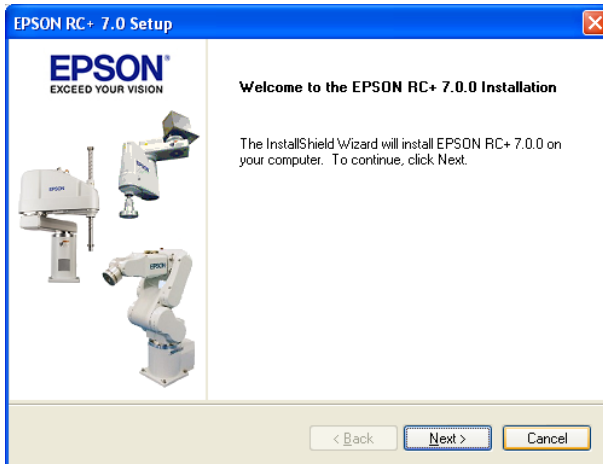 EPSON RC+ 7.0 Setup
EPSON®
EXCEED YOUR VISION
Welcome to the EPSON RC+ 7.0.0 Installation
The InstallShield Wizard will install EPSON RC+ 7.0.0 on
your computer. To continue, click Next.
EPSON
EPSON
EPSON
< Back
Next >
Cancel